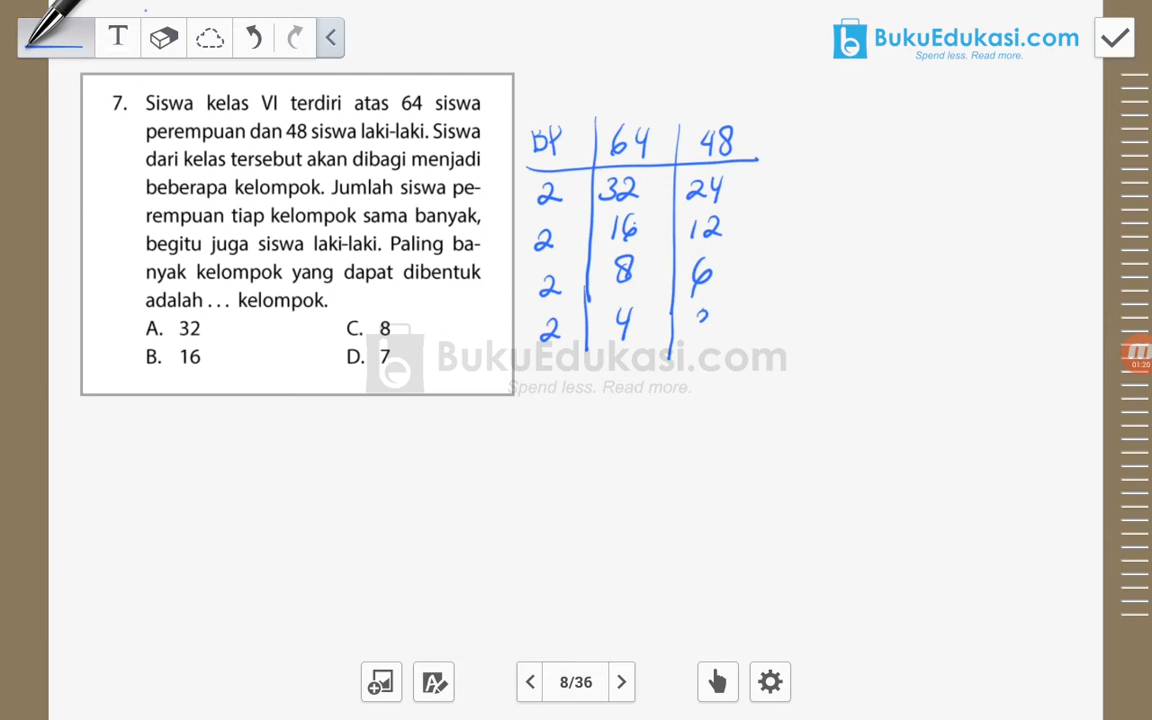 T
BukuEdukasi.com
Spend less. Read more.
7. Siswa kelas VI terdiri atas 64 siswa
perempuan dan 48 siswa laki-laki. Siswa
dari kelas tersebut akan dibagi menjadi
beberapa kelompok. Jumlah siswa pe-
rempuan tiap kelompok sama banyak,
begitu juga siswa laki-laki. Paling ba-
nyak kelompok yang dapat dibentuk
adalah ... kelompok.
A. 32 C. 8
B. 16 D. 7
BP 64 48
2 32 24
2 16 12
2 8 6
2 4
BukuEdukasi.com
Spend less. Read more.
01:20
8/36